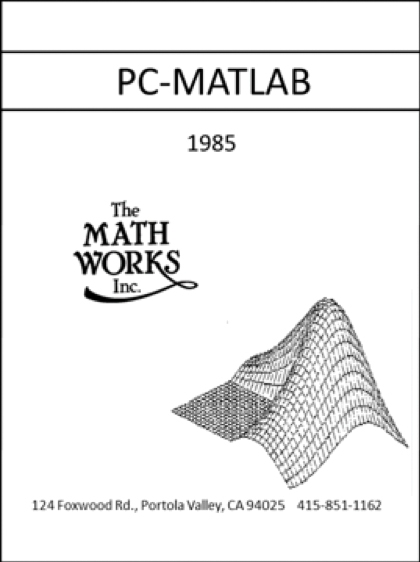 PC-MATLAB
1985
The
MATH
WORKS
Inc.
124 Foxwood Rd., Portola Valley, CA 94025 415-851-1162